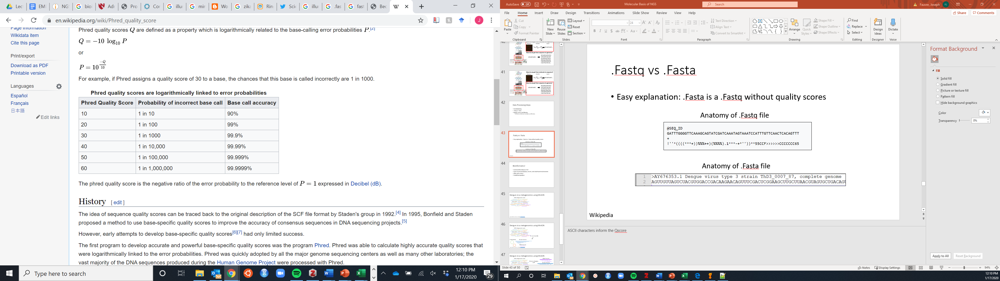 Lec
EMI
NG
biol
Adr
Pro
Cor
illur
mir
Wo
zika
Rin
Scie
illur
.fas
fast
Bec
W
en.wikipedia.org/wiki/Phred_quality_score
J
Page information
Wikidata item
Cite this page
Print/export
Download as PDF
Printable version
Languages
Español
Français
日本語
Edit links
Phred quality scores Q are defined as a property which is logarithmically related to the base-calling error probabilities P.[2]
Q = −10 log10 P
or
P = 10^(−Q/10)
For example, if Phred assigns a quality score of 30 to a base, the chances that this base is called incorrectly are 1 in 1000.
Phred quality scores are logarithmically linked to error probabilities
Phred Quality Score Probability of incorrect base call Base call accuracy
10 1 in 10 90%
20 1 in 100 99%
30 1 in 1000 99.9%
40 1 in 10,000 99.99%
50 1 in 100,000 99.999%
60 1 in 1,000,000 99.9999%
The phred quality score is the negative ratio of the error probability to the reference level of P = 1 expressed in Decibel (dB).
History [ edit ]
The idea of sequence quality scores can be traced back to the original description of the SCF file format by Staden's group in 1992.[4] In 1995, Bonfield and Staden
proposed a method to use base-specific quality scores to improve the accuracy of consensus sequences in DNA sequencing projects.[5]
However, early attempts to develop base-specific quality scores[6][7] had only limited success.
The first program to develop accurate and powerful base-specific quality scores was the program Phred. Phred was able to calculate highly accurate quality scores that
were logarithmically linked to the error probabilities. Phred was quickly adopted by all the major genome sequencing centers as well as many other laboratories; the
vast majority of the DNA sequences produced during the Human Genome Project were processed with Phred.
Type here to search
12:10 PM
1/17/2020
29
AutoSave Off
Molecular Basis of NGS
Search
Fauver, Joseph FJ
File Home Insert Draw Design Transitions Animations Slide Show Review View Help
Share Comments
Paste
Cut
Copy
Format Painter
Clipboard
New Slide
Reuse Slides
Layout
Reset
Section
Slides
24
Font
Text Direction
Align Text
Convert to SmartArt
Paragraph
Arrange
Quick Styles
Shape Fill
Shape Outline
Shape Effects
Drawing
Find
Replace
Select
Editing
Design Ideas
Designer
Dictate
Voice
41
42
Data Processing Steps
43
.Fastq vs .Fasta
44
Bioinformatics!
45
Dengue virus metagenomics using MinION
46
Dengue virus metagenomics using MinION
47
Dengue virus metagenomics using MinION
.Fastq vs .Fasta
• Easy explanation: .Fasta is a .Fastq without quality scores
Anatomy of .Fastq file
@SEQ_ID
GATTTGGGGTTCAAAGCAGTATCGATCAAATAGTAAATCCATTTGTTCAACTCACAGTTT
+
!''*((((***+))%%%++)(%%%%).1***-+*''))**55CCF>>>>>>CCCCCCC65
Anatomy of .Fasta file
1 >AY676353.1 Dengue virus type 3 strain ThD3_0007_87, complete genome
2 AGUUGUUAGUCUACGUGGACCGACAAGAACAGUUUCGACUCGGAAGCUUGCUUAACGUAGUGCUGACAGU
Wikipedia
ASCII characters inform the Qscore
Format Background
Fill
Solid fill
Gradient fill
Picture or texture fill
Pattern fill
Hide background graphics
Color
Transparency 0%
Apply to All Reset Background
Slide 43 of 50
Notes Display Settings
94%
12:10 PM
1/17/2020